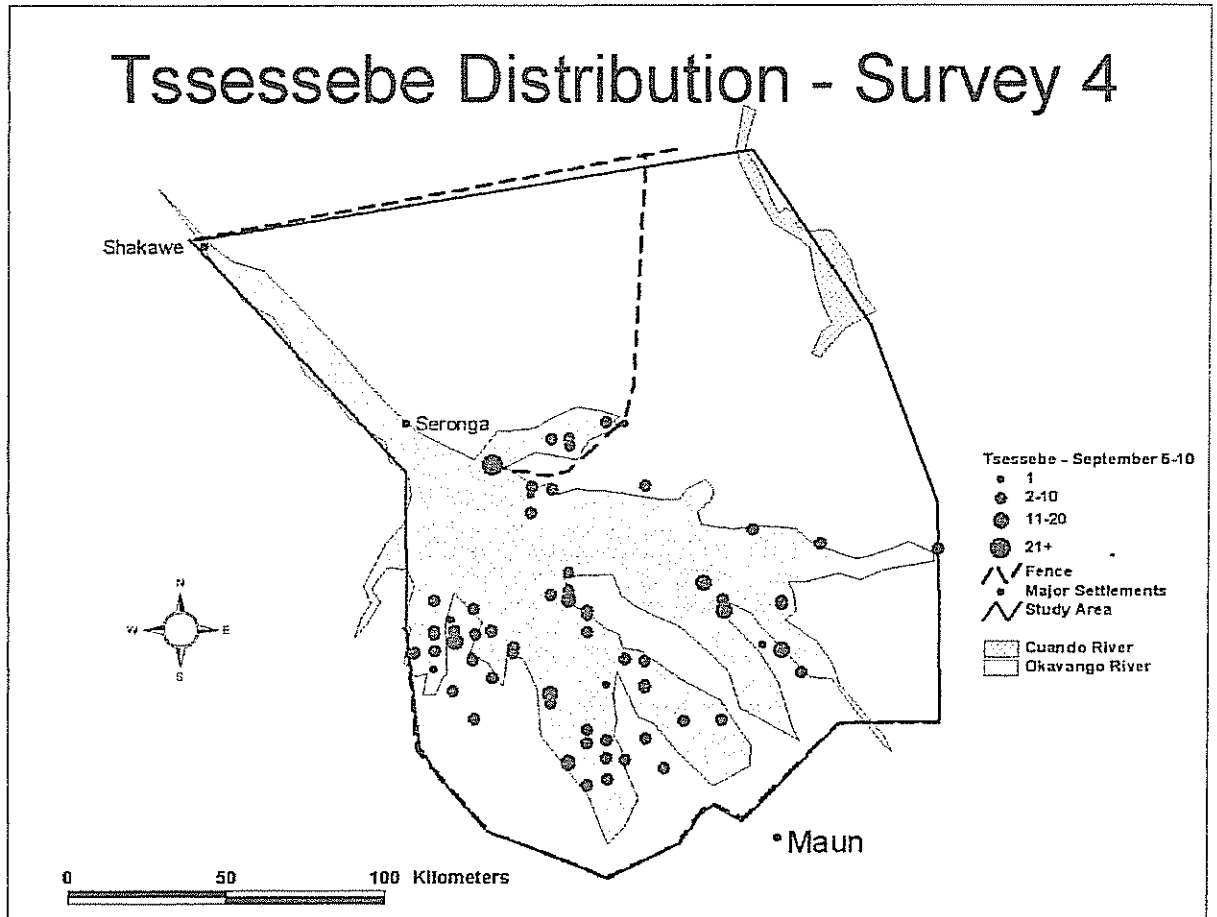 Tssessebe Distribution - Survey 4
Shakawe
Seronga
Tsessebe - September 6-10
1
2-10
11-20
21+
Fence
Major Settlements
Study Area
Cuando River
Okavango River
N
W E
S
Maun
0 50 100 Kilometers